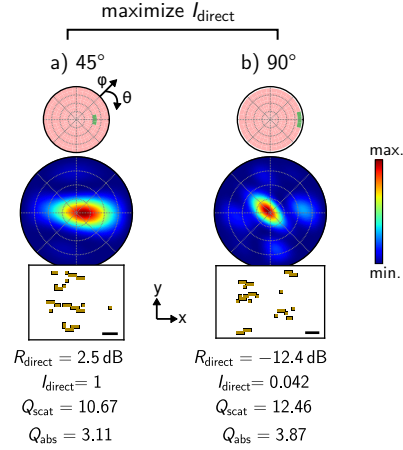 maximize I_direct
a) 45°
b) 90°
φ
θ
max.
min.
y
x
R_direct = 2.5 dB
I_direct= 1
Q_scat = 10.67
Q_abs = 3.11
R_direct = −12.4 dB
I_direct= 0.042
Q_scat = 12.46
Q_abs = 3.87